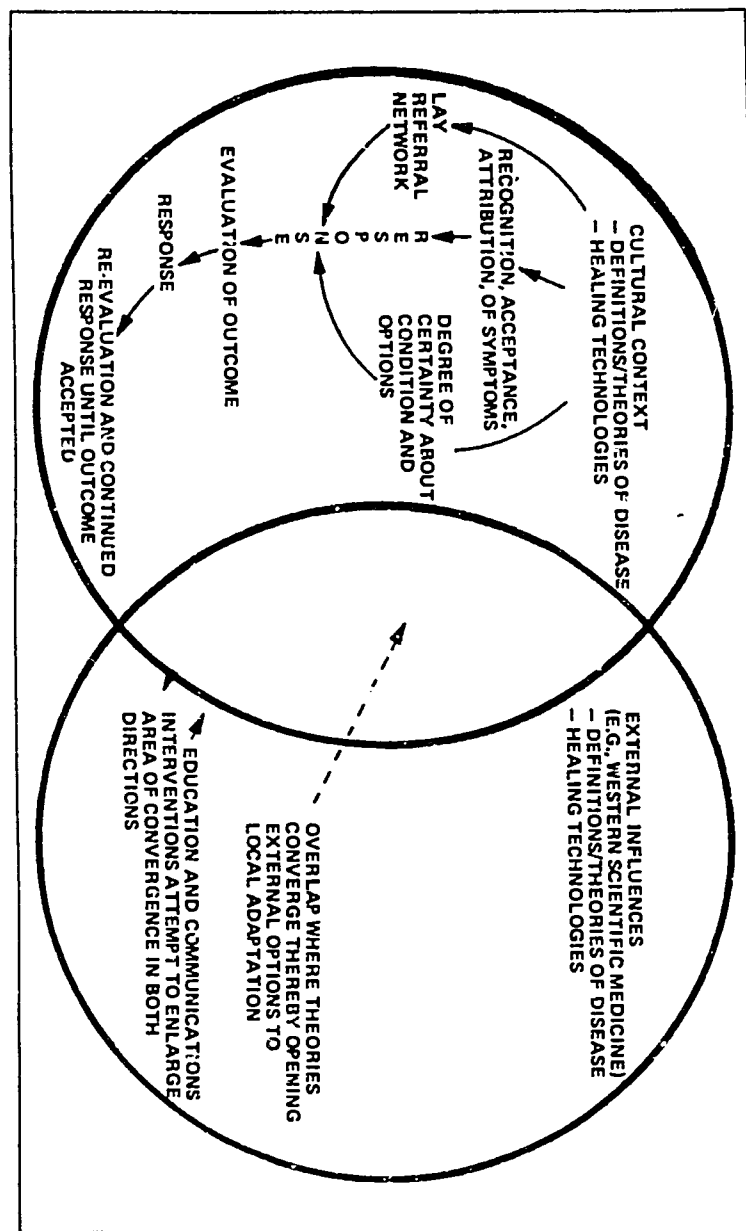 CULTURAL CONTEXT
– DEFINITIONS/THEORIES OF DISEASE
– HEALING TECHNOLOGIES
LAY
REFERRAL
NETWORK
RECOGNITION, ACCEPTANCE,
ATTRIBUTION, OF SYMPTOMS
DEGREE OF
CERTAINTY ABOUT
CONDITION AND
OPTIONS
RESPONSE
EVALUATION OF OUTCOME
RESPONSE
RE-EVALUATION AND CONTINUED
RESPONSE UNTIL OUTCOME
ACCEPTED
EXTERNAL INFLUENCES
(E.G., WESTERN SCIENTIFIC MEDICINE)
– DEFINITIONS/THEORIES OF DISEASE
– HEALING TECHNOLOGIES
OVERLAP WHERE THEORIES
CONVERGE THEREBY OPENING
EXTERNAL OPTIONS TO
LOCAL ADAPTATION
EDUCATION AND COMMUNICATIONS
INTERVENTIONS ATTEMPT TO ENLARGE
AREA OF CONVERGENCE IN BOTH
DIRECTIONS